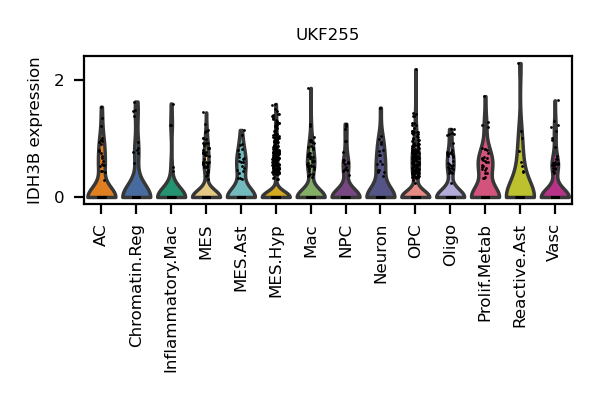 UKF255
IDH3B expression
2
0
AC
Chromatin.Reg
Inflammatory.Mac
MES
MES.Ast
MES.Hyp
Mac
NPC
Neuron
OPC
Oligo
Prolif.Metab
Reactive.Ast
Vasc